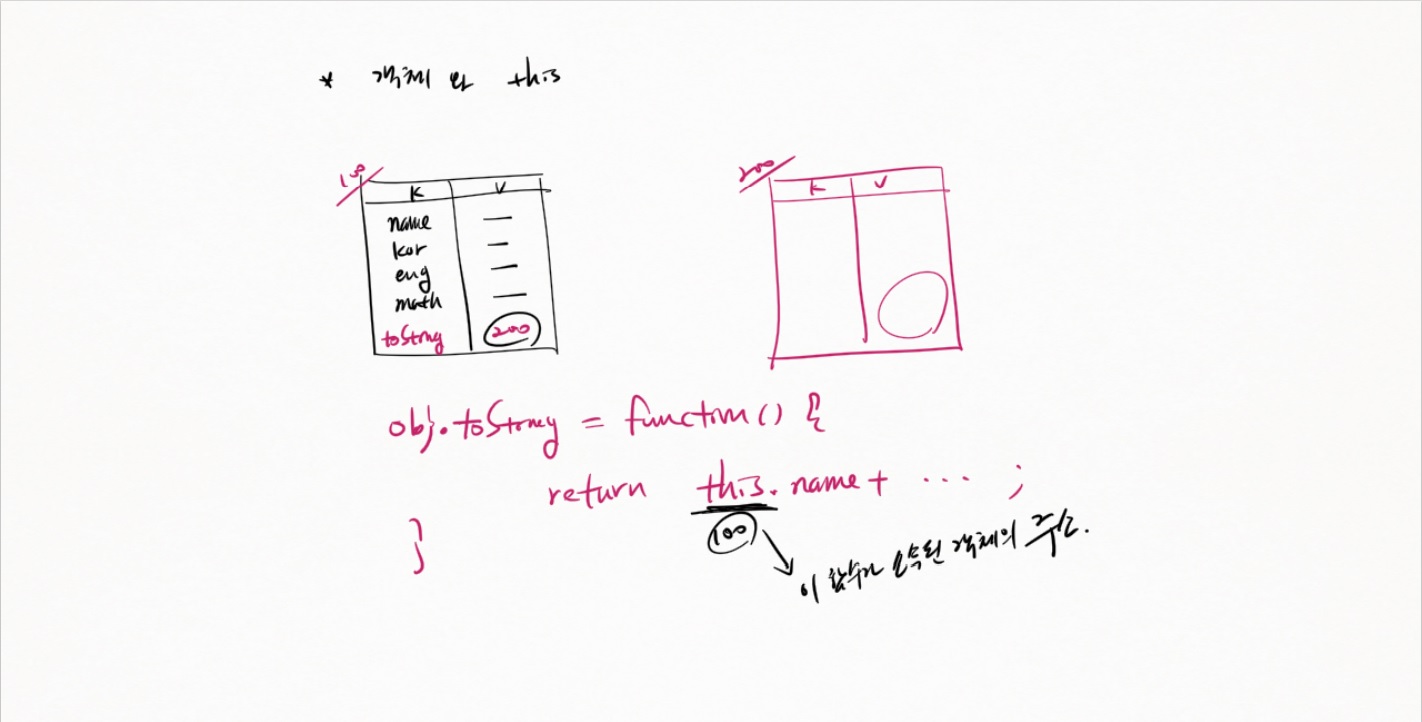 * 객체와 this
100
K V
name —
kor —
eng —
math —
toString 200
200
K V
obj.toString = function() {
return this.name + ... ;
}
100
이 함수가 소속된 객체의 주소.